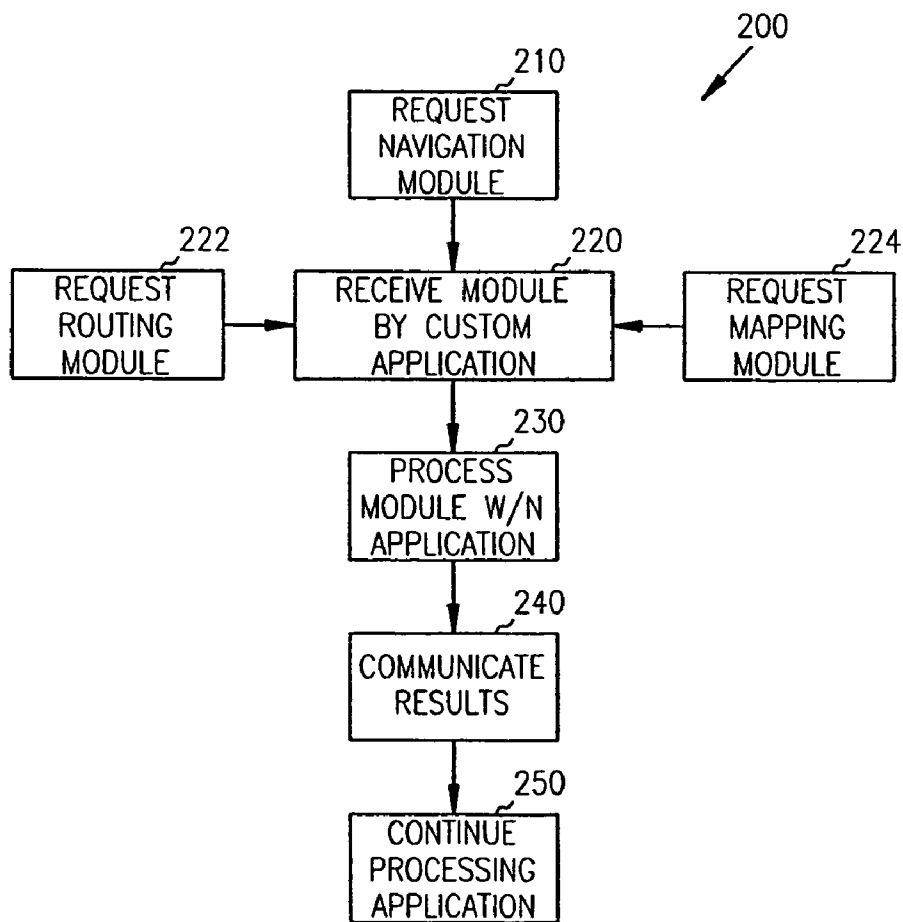 200
210
REQUEST
NAVIGATION
MODULE
222
REQUEST
ROUTING
MODULE
220
RECEIVE MODULE
BY CUSTOM
APPLICATION
224
REQUEST
MAPPING
MODULE
230
PROCESS
MODULE W/N
APPLICATION
240
COMMUNICATE
RESULTS
250
CONTINUE
PROCESSING
APPLICATION